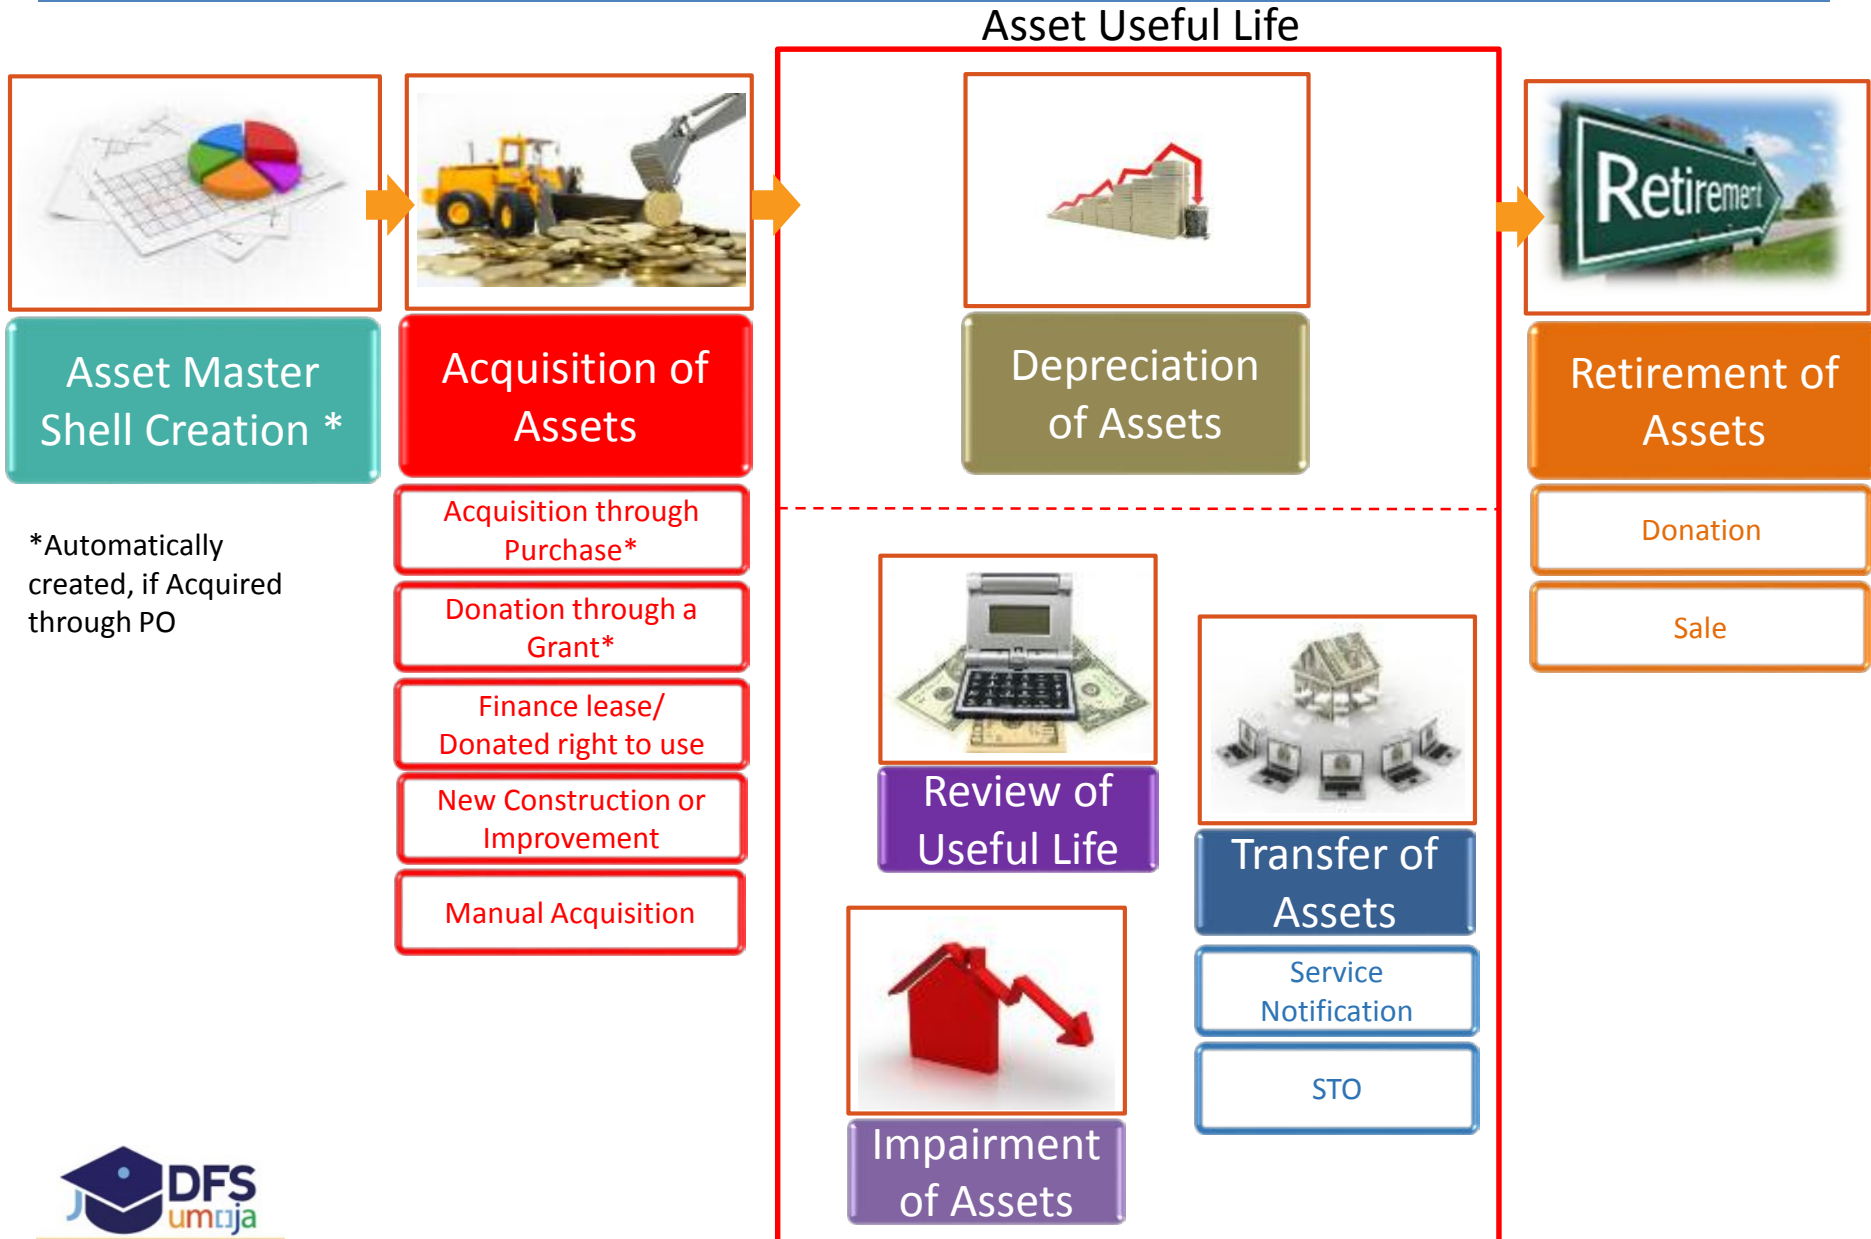 Asset Useful Life
Retirement
Asset Master
Shell Creation *
*Automatically
created, if Acquired
through PO
Acquisition of
Assets
Acquisition through
Purchase*
Donation through a
Grant*
Finance lease/
Donated right to use
New Construction or
Improvement
Manual Acquisition
Depreciation
of Assets
Review of
Useful Life
Impairment
of Assets
Transfer of
Assets
Service
Notification
STO
Retirement of
Assets
Donation
Sale
DFS
umoja